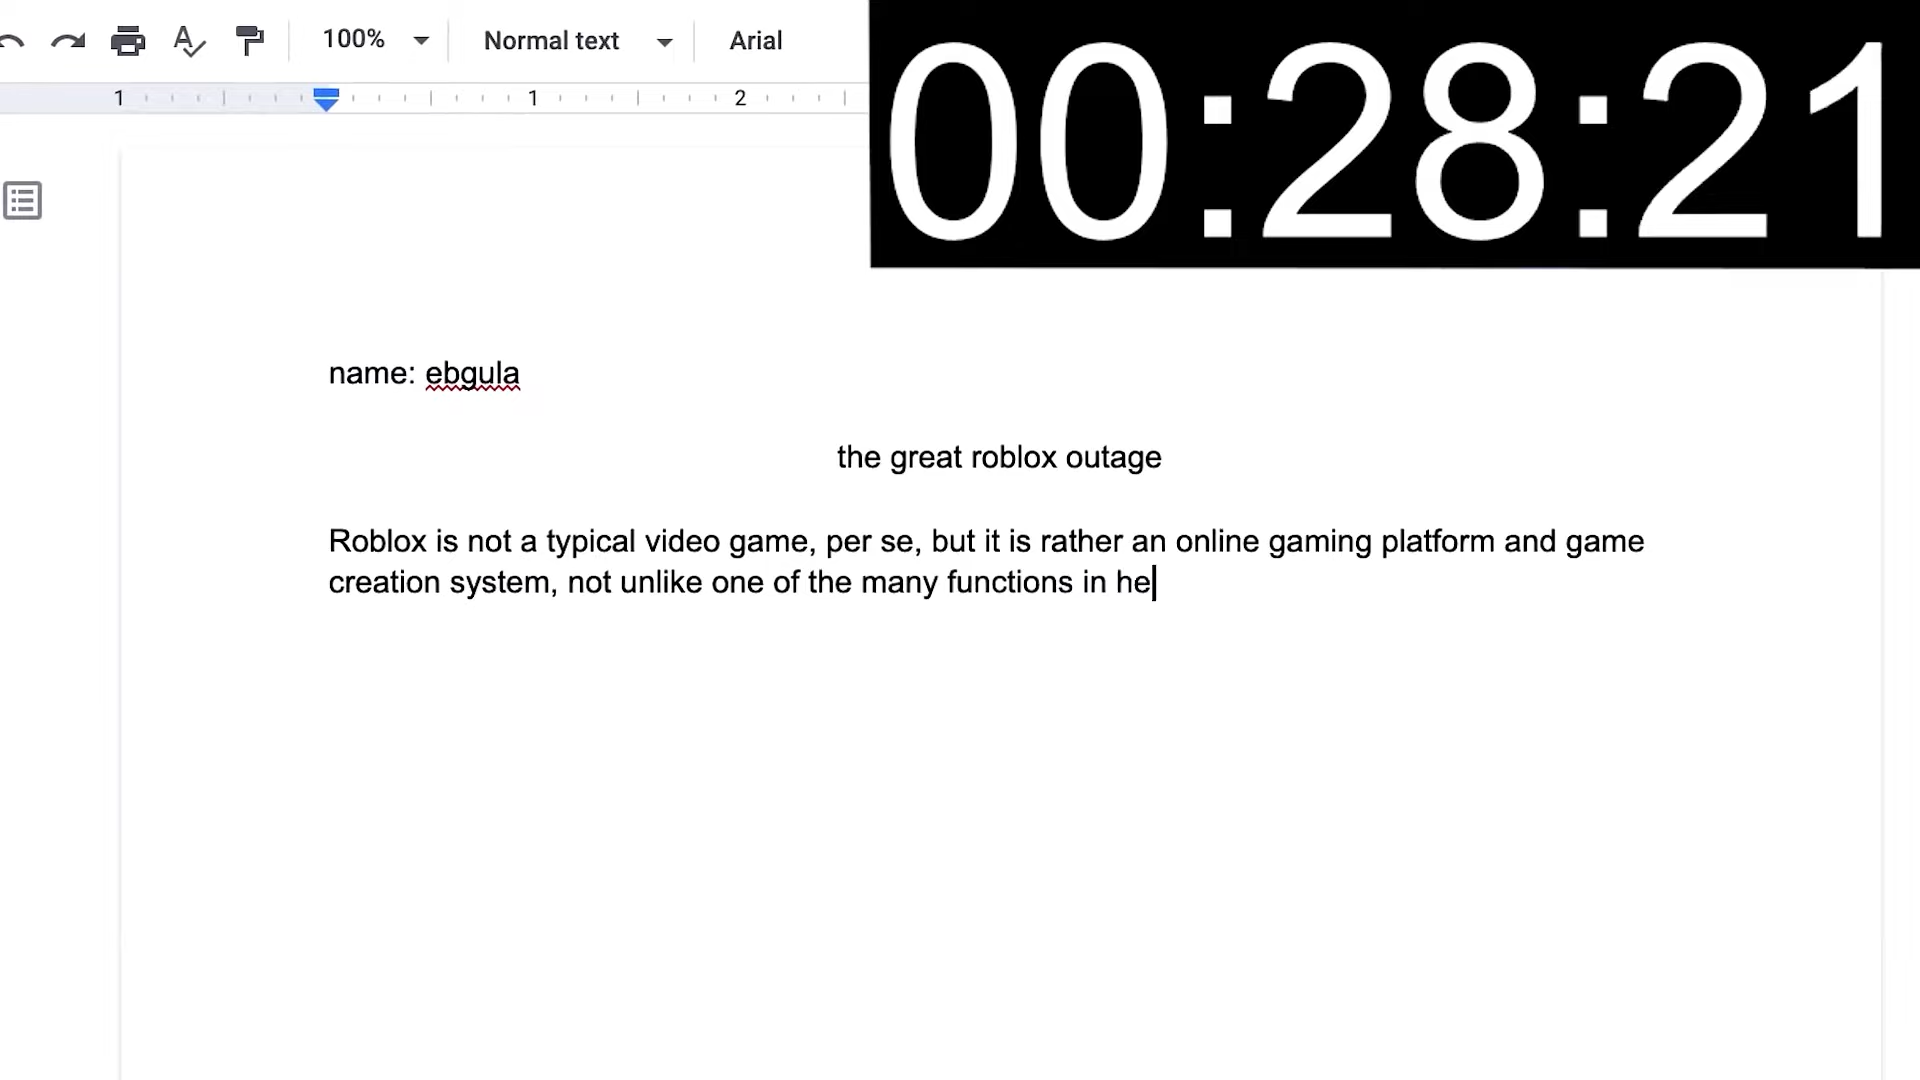 100% Normal text Arial
1 1 2
00:28:21
name: ebgula
the great roblox outage
Roblox is not a typical video game, per se, but it is rather an online gaming platform and game
creation system, not unlike one of the many functions in he